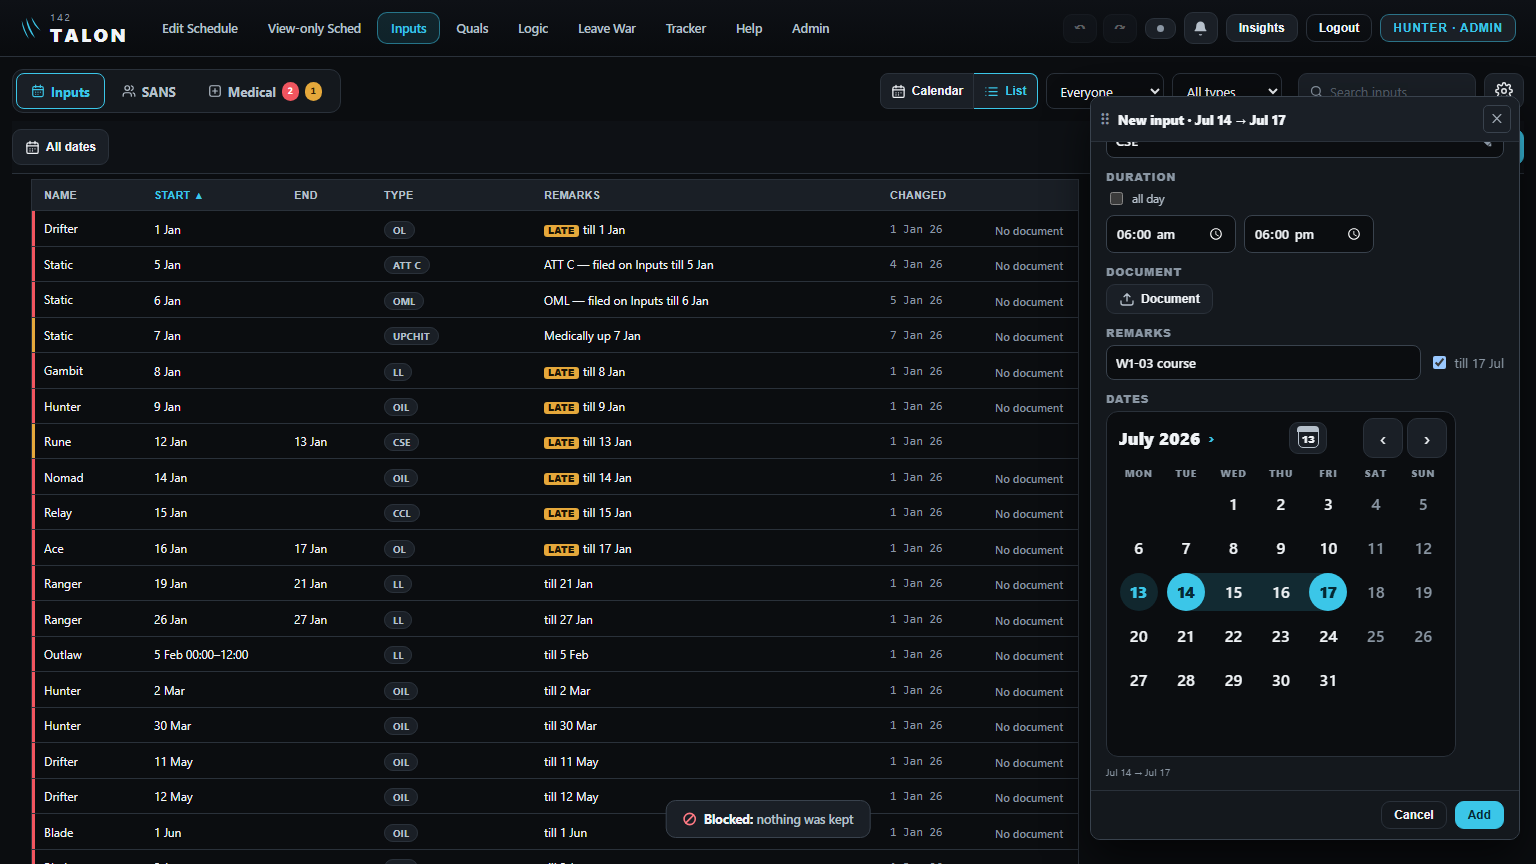 142
TALON
Edit Schedule View-only Sched Inputs Quals Logic Leave War Tracker Help Admin Insights Logout HUNTER · ADMIN
Inputs SANS Medical 2 1 Calendar List Everyone All types Search inputs
All dates
NAME START ▲ END TYPE REMARKS CHANGED
Drifter 1 Jan OL LATE till 1 Jan 1 Jan 26 No document
Static 5 Jan ATT C ATT C — filed on Inputs till 5 Jan 4 Jan 26 No document
Static 6 Jan OML OML — filed on Inputs till 6 Jan 5 Jan 26 No document
Static 7 Jan UPCHIT Medically up 7 Jan 7 Jan 26 No document
Gambit 8 Jan LL LATE till 8 Jan 1 Jan 26 No document
Hunter 9 Jan OIL LATE till 9 Jan 1 Jan 26 No document
Rune 12 Jan 13 Jan CSE LATE till 13 Jan 1 Jan 26
Nomad 14 Jan OIL LATE till 14 Jan 1 Jan 26 No document
Relay 15 Jan CCL LATE till 15 Jan 1 Jan 26 No document
Ace 16 Jan 17 Jan OL LATE till 17 Jan 1 Jan 26 No document
Ranger 19 Jan 21 Jan LL till 21 Jan 1 Jan 26 No document
Ranger 26 Jan 27 Jan LL till 27 Jan 1 Jan 26 No document
Outlaw 5 Feb 00:00–12:00 LL till 5 Feb 1 Jan 26 No document
Hunter 2 Mar OIL till 2 Mar 1 Jan 26 No document
Hunter 30 Mar OIL till 30 Mar 1 Jan 26 No document
Drifter 11 May OIL till 11 May 1 Jan 26 No document
Drifter 12 May OIL till 12 May 1 Jan 26 No document
Blade 1 Jun OIL till 1 Jun 1 Jan 26 No document
Blocked: nothing was kept
New input · Jul 14 → Jul 17
CSE
DURATION
all day
06:00 am 06:00 pm
DOCUMENT
Document
REMARKS
W1-03 course till 17 Jul
DATES
July 2026 › 13 ‹ ›
MON TUE WED THU FRI SAT SUN
1 2 3 4 5
6 7 8 9 10 11 12
13 14 15 16 17 18 19
20 21 22 23 24 25 26
27 28 29 30 31
Jul 14 → Jul 17
Cancel Add